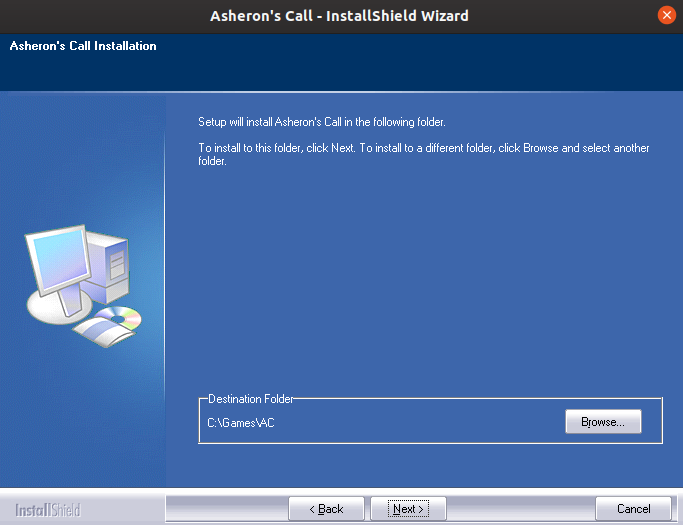 Asheron's Call - InstallShield Wizard
Asheron's Call Installation
Setup will install Asheron's Call in the following folder.
To install to this folder, click Next. To install to a different folder, click Browse and select another
folder.
Destination Folder
C:\Games\AC
Browse...
InstallShield
< Back
Next >
Cancel